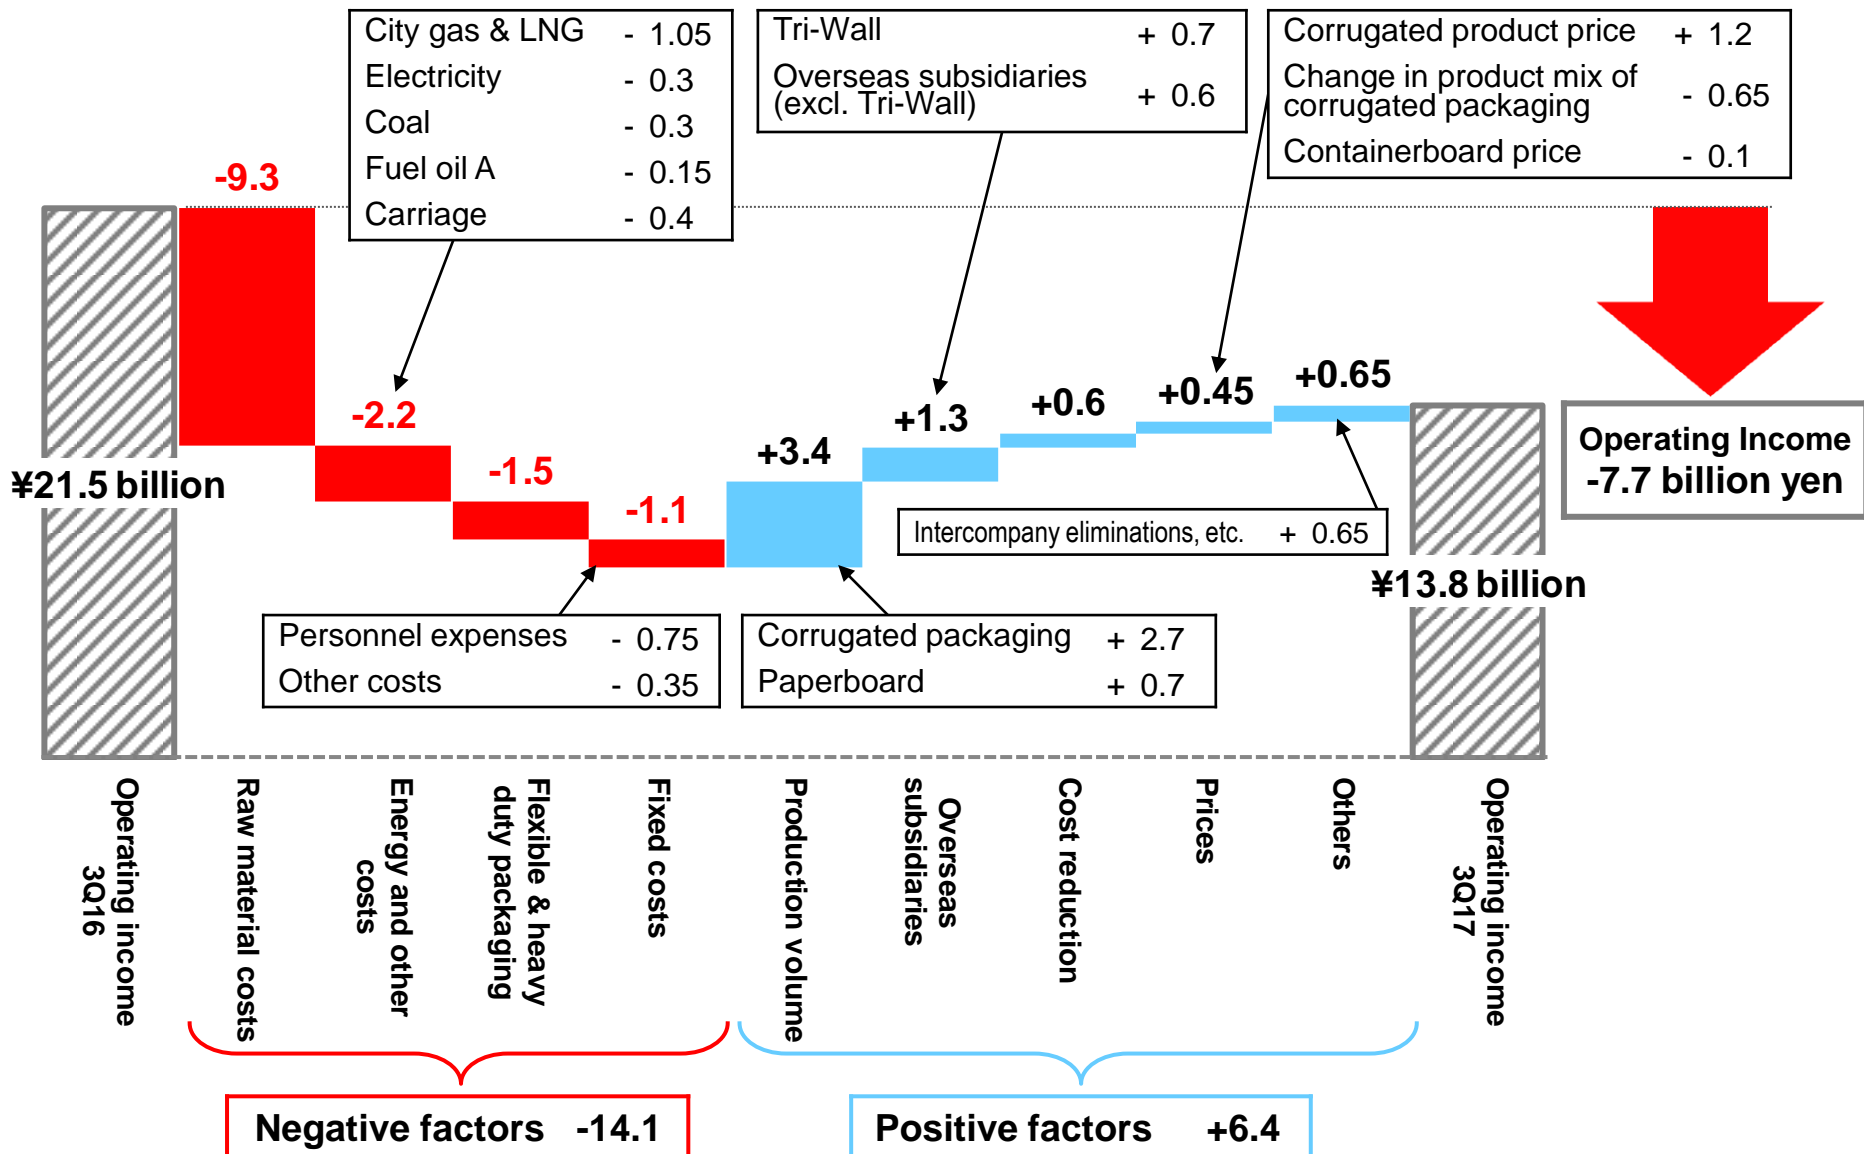 City gas & LNG - 1.05
Electricity - 0.3
Coal - 0.3
Fuel oil A - 0.15
Carriage - 0.4
Tri-Wall + 0.7
Overseas subsidiaries
(excl. Tri-Wall) + 0.6
Corrugated product price + 1.2
Change in product mix of
corrugated packaging - 0.65
Containerboard price - 0.1
-9.3
-2.2
-1.5
-1.1
+3.4
+1.3
+0.6
+0.45
+0.65
¥21.5 billion
¥13.8 billion
Operating Income
-7.7 billion yen
Intercompany eliminations, etc. + 0.65
Personnel expenses - 0.75
Other costs - 0.35
Corrugated packaging + 2.7
Paperboard + 0.7
Operating income
3Q16
Raw material costs
Energy and other
costs
Flexible & heavy
duty packaging
Fixed costs
Production volume
Overseas
subsidiaries
Cost reduction
Prices
Others
Operating income
3Q17
Negative factors -14.1
Positive factors +6.4